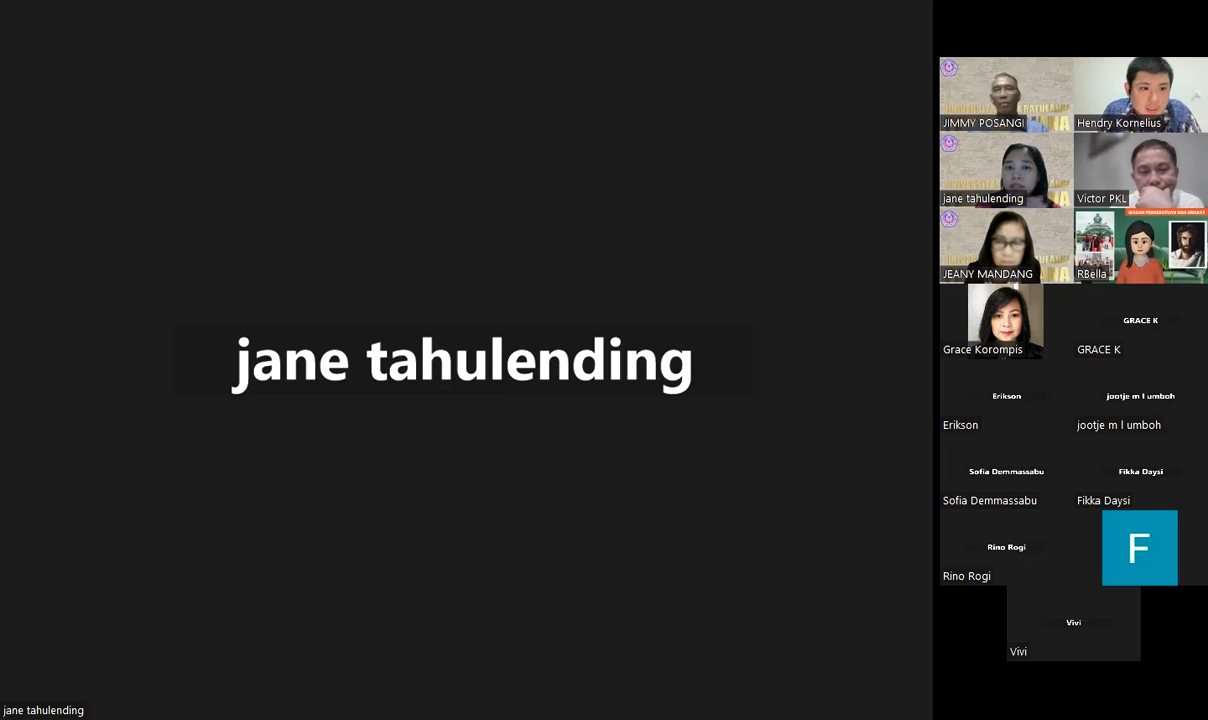 jane tahulending
jane tahulending
JIMMY POSANGI
Hendry Kornelius
jane tahulending
Victor PKL
JEANY MANDANG
RBella
Grace Korompis
GRACE K
GRACE K
Erikson
Erikson
jootje m l umboh
jootje m l umboh
Sofia Demmassabu
Sofia Demmassabu
Fikka Daysi
Fikka Daysi
Rino Rogi
Rino Rogi
F
Vivi
Vivi